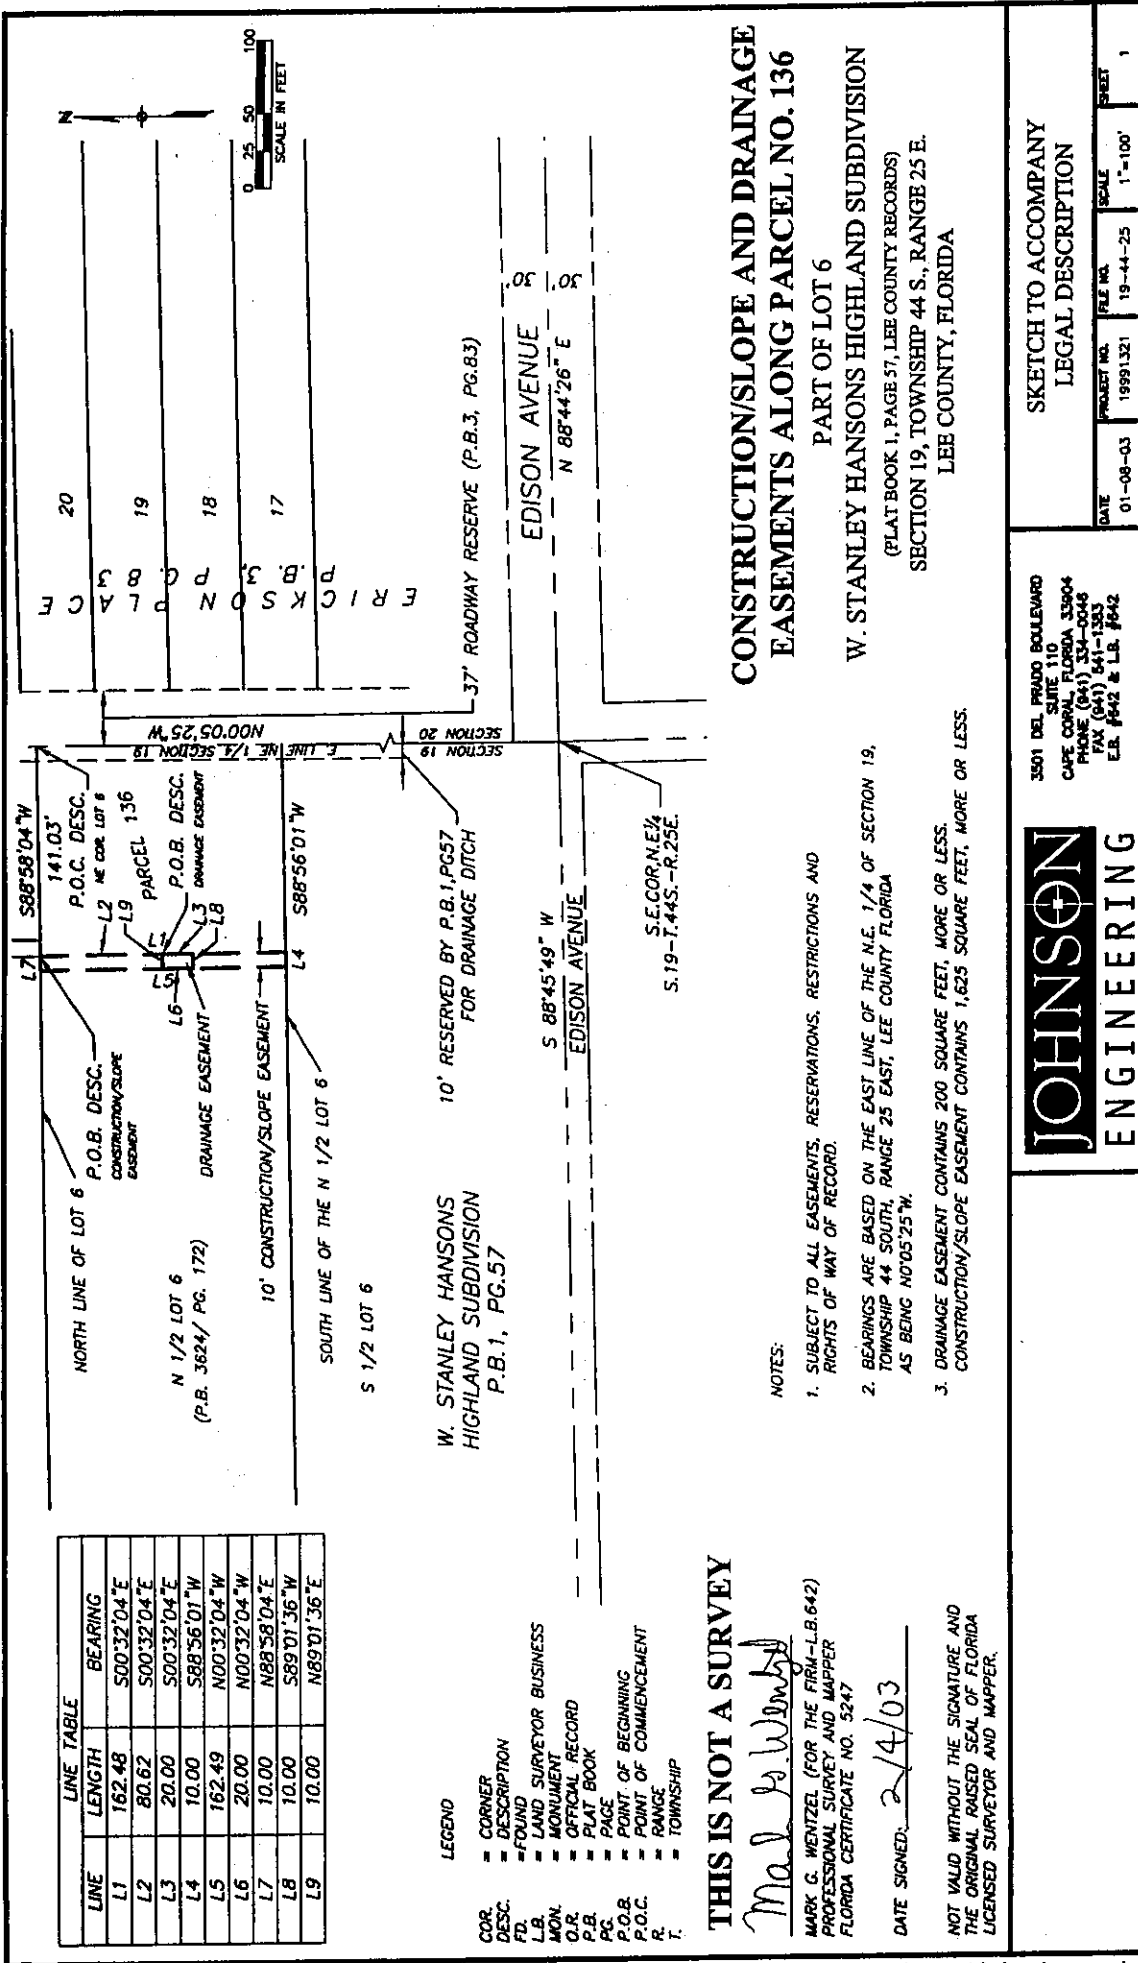 LINE TABLE
LINE LENGTH BEARING
L1 162.48 S00°32'04"E
L2 80.62 S00°32'04"E
L3 20.00 S00°32'04"E
L4 10.00 S88°56'01"W
L5 162.49 N00°32'04"W
L6 20.00 N00°32'04"W
L7 10.00 N88°58'04"E
L8 10.00 S89°01'36"W
L9 10.00 N89°01'36"E
LEGEND
COR. = CORNER
DESC. = DESCRIPTION
FD. =FOUND
L.B. = LAND SURVEYOR BUSINESS
MON. = MONUMENT
O.R. = OFFICIAL RECORD
P.B. = PLAT BOOK
PG. = PAGE
P.O.B. = POINT OF BEGINNING
P.O.C. = POINT OF COMMENCEMENT
R. = RANGE
T. = TOWNSHIP
THIS IS NOT A SURVEY
Mark G. Wentzel
MARK G. WENTZEL (FOR THE FIRM-L.B.642)
PROFESSIONAL SURVEY AND MAPPER
FLORIDA CERTIFICATE NO. 5247
DATE SIGNED: 2/4/03
NOT VALID WITHOUT THE SIGNATURE AND
THE ORIGINAL RAISED SEAL OF FLORIDA
LICENSED SURVEYOR AND MAPPER.
NORTH LINE OF LOT 6
P.O.B. DESC.
CONSTRUCTION/SLOPE
EASEMENT
N 1/2 LOT 6
(P.B. 3624/ PG. 172)
DRAINAGE EASEMENT
10' CONSTRUCTION/SLOPE EASEMENT
SOUTH LINE OF THE N 1/2 LOT 6
S 1/2 LOT 6
L7
S88°58'04"W
141.03'
P.O.C. DESC.
NE COR. LOT 6
L2
L9
PARCEL 136
L1
P.O.B. DESC.
DRAINAGE EASEMENT
L5
L3
L6
L8
L4
S88°56'01"W
N00°05'25"W
E LINE NE 1/4 SECTION 19
SECTION 19
SECTION 20
ERICKSON PLACE
P.B. 3, PG. 83
20
19
18
17
N
0 25 50 100
SCALE IN FEET
W. STANLEY HANSONS
HIGHLAND SUBDIVISION
P.B.1, PG.57
10' RESERVED BY P.B.1,PG57
FOR DRAINAGE DITCH
37' ROADWAY RESERVE (P.B.3, PG.83)
S 88°45'49" W
EDISON AVENUE
EDISON AVENUE
N 88°44'26" E
30'
30'
S.E.COR,N.E¼
S.19-T.44S.-R.25E.
NOTES:
1. SUBJECT TO ALL EASEMENTS, RESERVATIONS, RESTRICTIONS AND
RIGHTS OF WAY OF RECORD.
2. BEARINGS ARE BASED ON THE EAST LINE OF THE N.E. 1/4 OF SECTION 19,
TOWNSHIP 44 SOUTH, RANGE 25 EAST, LEE COUNTY FLORIDA
AS BEING N0°05'25"W.
3. DRAINAGE EASEMENT CONTAINS 200 SQUARE FEET, MORE OR LESS.
CONSTRUCTION/SLOPE EASEMENT CONTAINS 1,625 SQUARE FEET, MORE OR LESS.
CONSTRUCTION/SLOPE AND DRAINAGE
EASEMENTS ALONG PARCEL NO. 136
PART OF LOT 6
W. STANLEY HANSONS HIGHLAND SUBDIVISION
(PLAT BOOK 1, PAGE 57, LEE COUNTY RECORDS)
SECTION 19, TOWNSHIP 44 S., RANGE 25 E.
LEE COUNTY, FLORIDA
JOHNSON
ENGINEERING
3501 DEL PRADO BOULEVARD
SUITE 110
CAPE CORAL, FLORIDA 33904
PHONE (941) 334-0046
FAX (941) 541-1383
E.B. #642 & L.B. #642
SKETCH TO ACCOMPANY
LEGAL DESCRIPTION
DATE PROJECT NO. FILE NO. SCALE SHEET
01-08-03 19991321 19-44-25 1"=100' 1